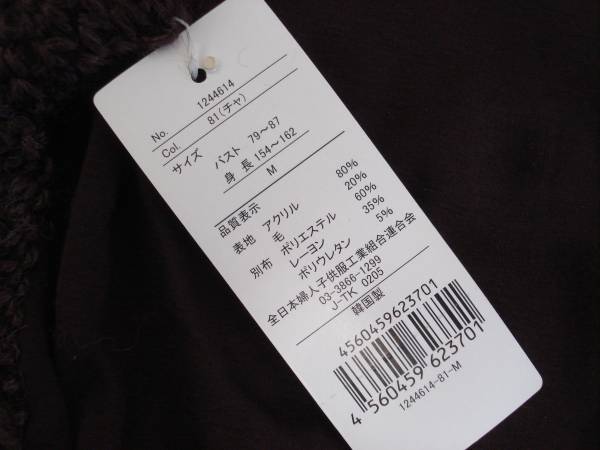 No. 1244614
Col. 81(チャ)
サイズ バスト 79〜87
身長 154〜162
M
品質表示
表地 アクリル 80%
毛 20%
別布 ポリエステル 60%
レーヨン 35%
ポリウレタン 5%
全日本婦人子供服工業組合連合会
03-3866-1299
J-TK 0205
韓国製
4560459623701
4 560459 623701
1244614-81-M